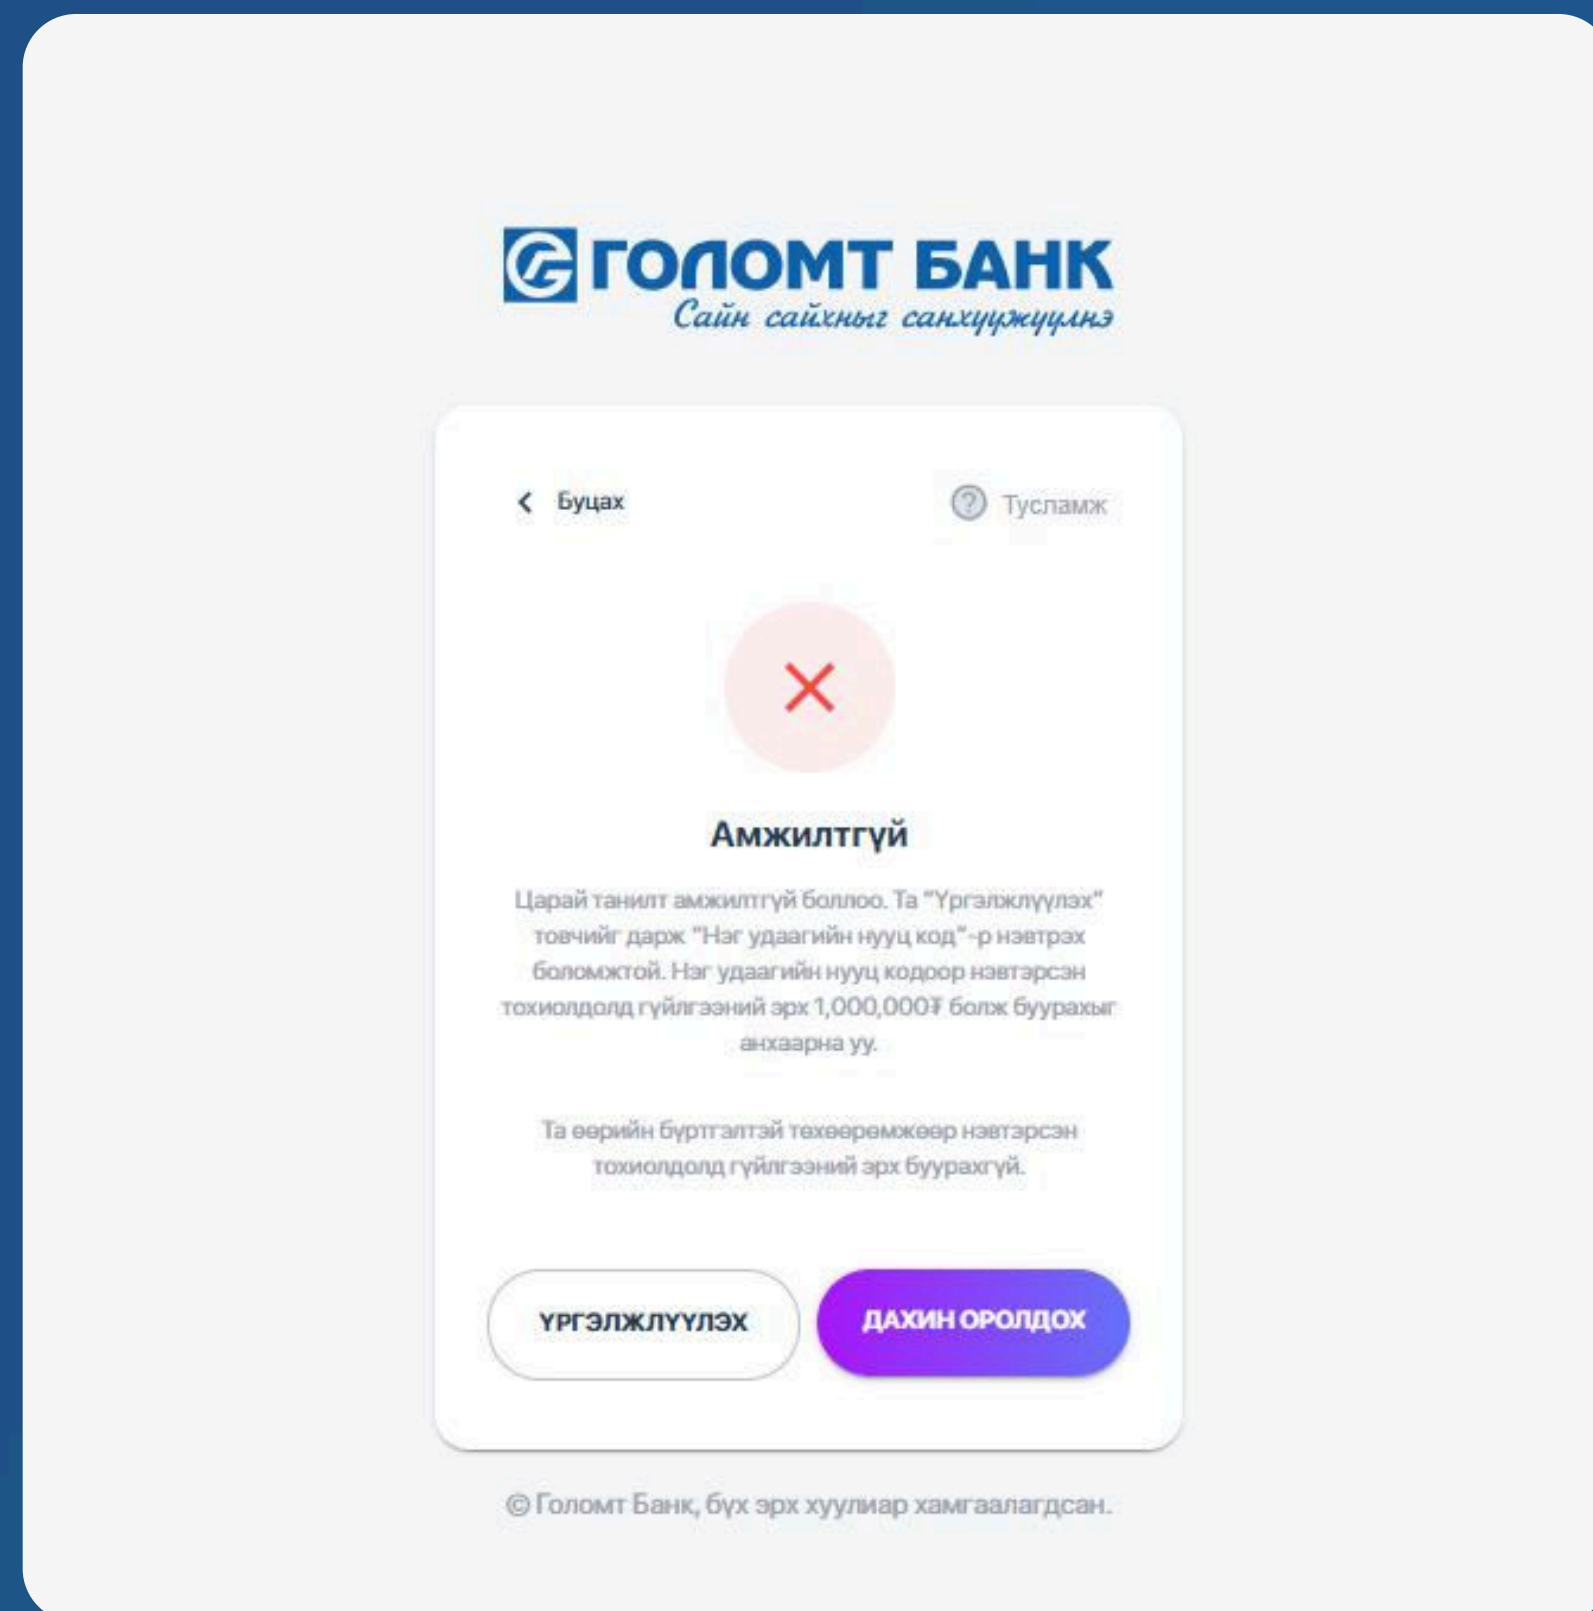 ГОЛОМТ БАНК
Сайн сайхныг санхүүжүүлнэ
Буцах
Тусламж
Амжилтгүй
Царай танилт амжилтгүй боллоо. Та "Үргэлжлүүлэх"
товчийг дарж "Нэг удаагийн нууц код"-р нэвтрэх
боломжтой. Нэг удаагийн нууц кодоор нэвтэрсэн
тохиолдолд гүйлгээний эрх 1,000,000₮ болж буурахыг
анхаарна уу.
Та өөрийн бүртгэлтэй төхөөрөмжөөр нэвтэрсэн
тохиолдолд гүйлгээний эрх буурахгүй.
ҮРГЭЛЖЛҮҮЛЭХ
ДАХИН ОРОЛДОХ
© Голомт Банк, бүх эрх хуулиар хамгаалагдсан.